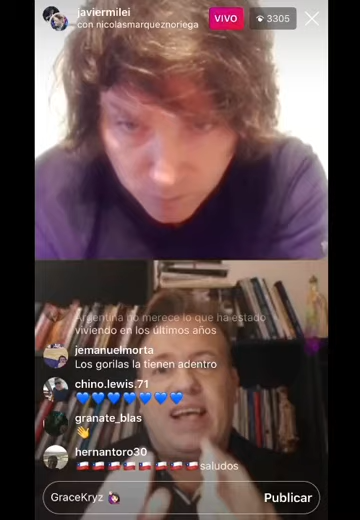 javiermilei
con nicolasmarqueznoriega
VIVO
3305
Argentina no merece lo que ha estado
viviendo en los últimos años
jemanuelmorta
Los gorilas la tienen adentro
chino.lewis.71
💙💙💙💙💙💙💙
granate_blas
👋
hernantoro30
🇨🇱🇨🇱🇨🇱🇨🇱🇨🇱🇨🇱🇨🇱🇨🇱saludos
GraceKryz 🙋🏻‍♀️
Publicar